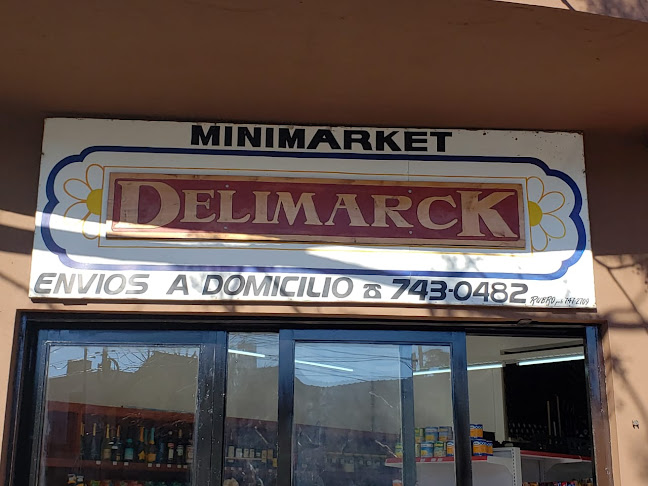 MINIMARKET
DELIMARCK
ENVIOS A DOMICILIO ☎ 743-0482